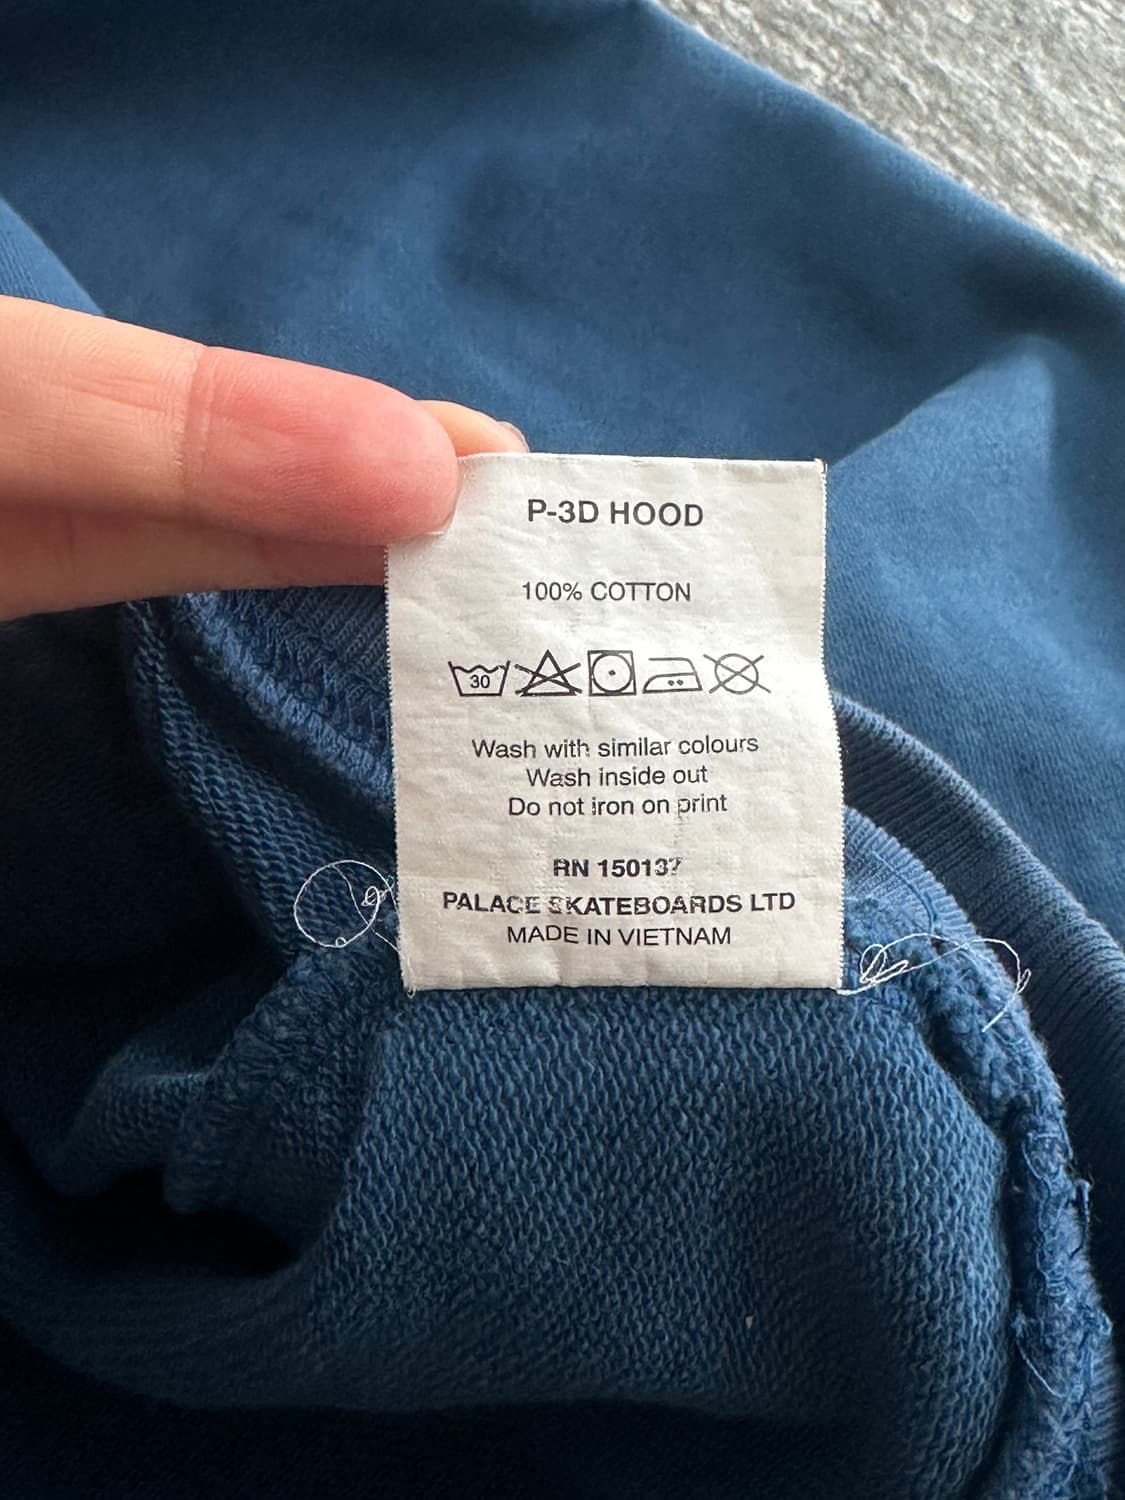 P-3D HOOD
100% COTTON
30
Wash with similar colours
Wash inside out
Do not iron on print
RN
PALACE SKATEBOARDS LTD
MADE IN VIETNAM